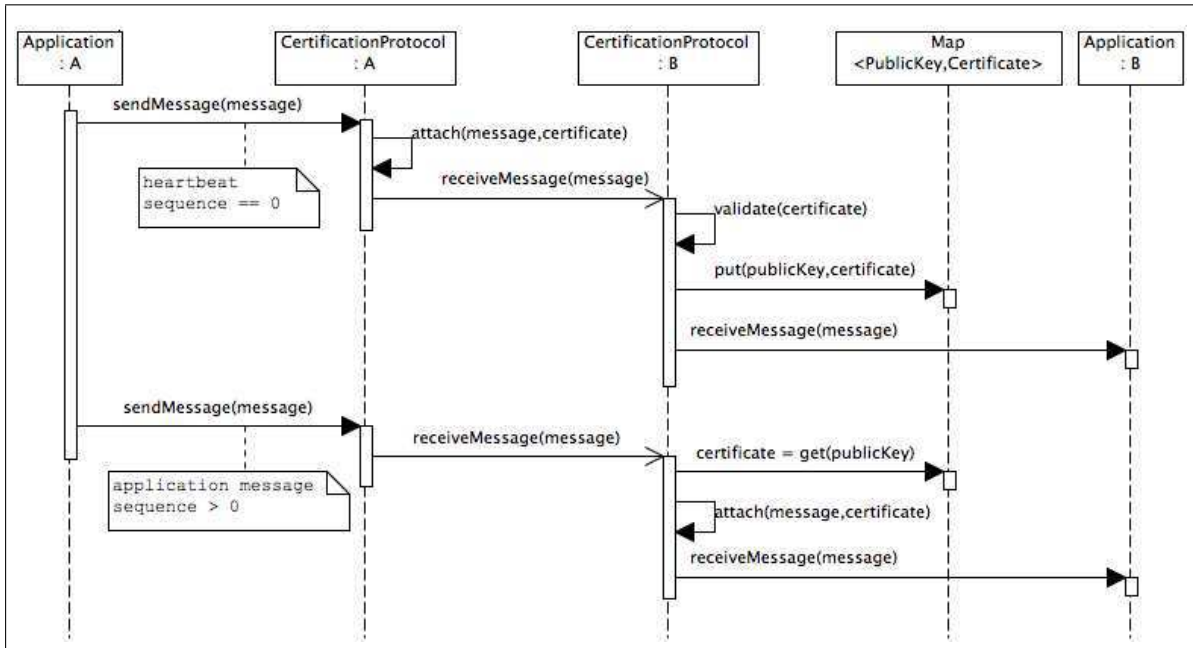 Application
: A
CertificationProtocol
: A
CertificationProtocol
: B
Map
<PublicKey,Certificate>
Application
: B
sendMessage(message)
attach(message,certificate)
heartbeat
sequence == 0
receiveMessage(message)
validate(certificate)
put(publicKey,certificate)
receiveMessage(message)
sendMessage(message)
receiveMessage(message)
certificate = get(publicKey)
application message
sequence > 0
attach(message,certificate)
receiveMessage(message)